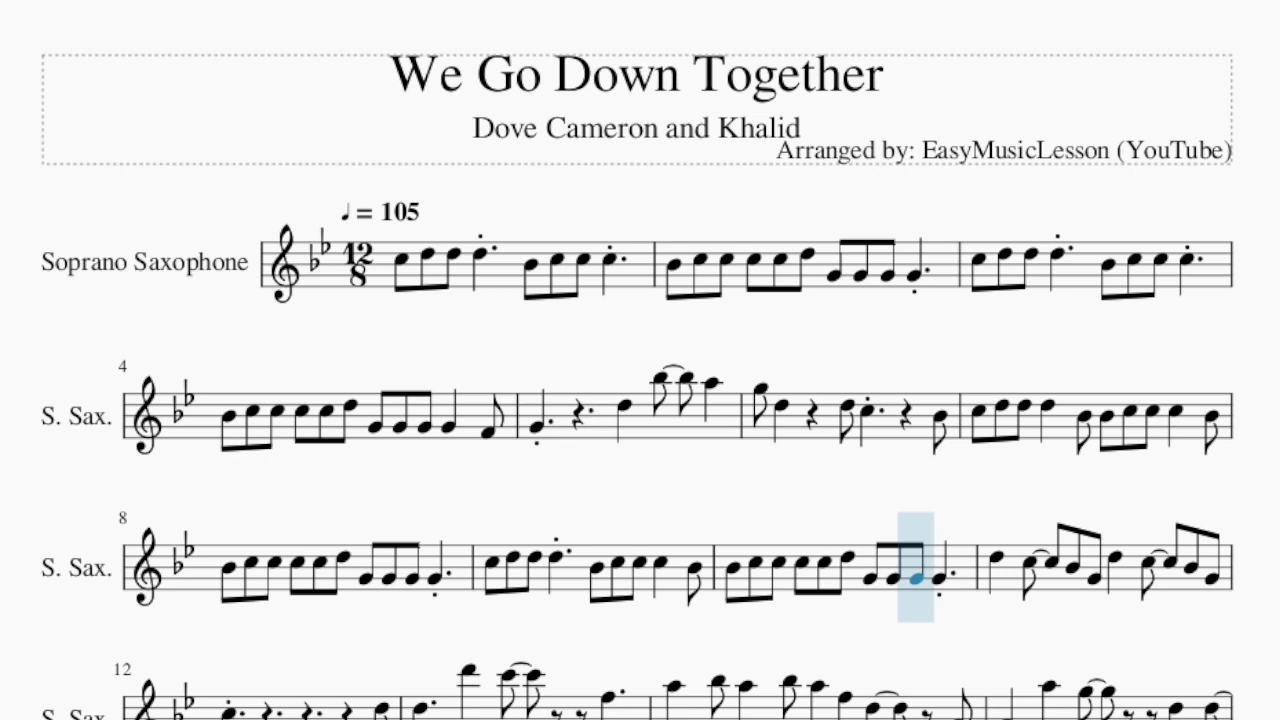 We Go Down Together
Dove Cameron and Khalid
Arranged by: EasyMusicLesson (YouTube)
♩ = 105
Soprano Saxophone
12
8
4
S. Sax.
8
S. Sax.
12
S. Sax.